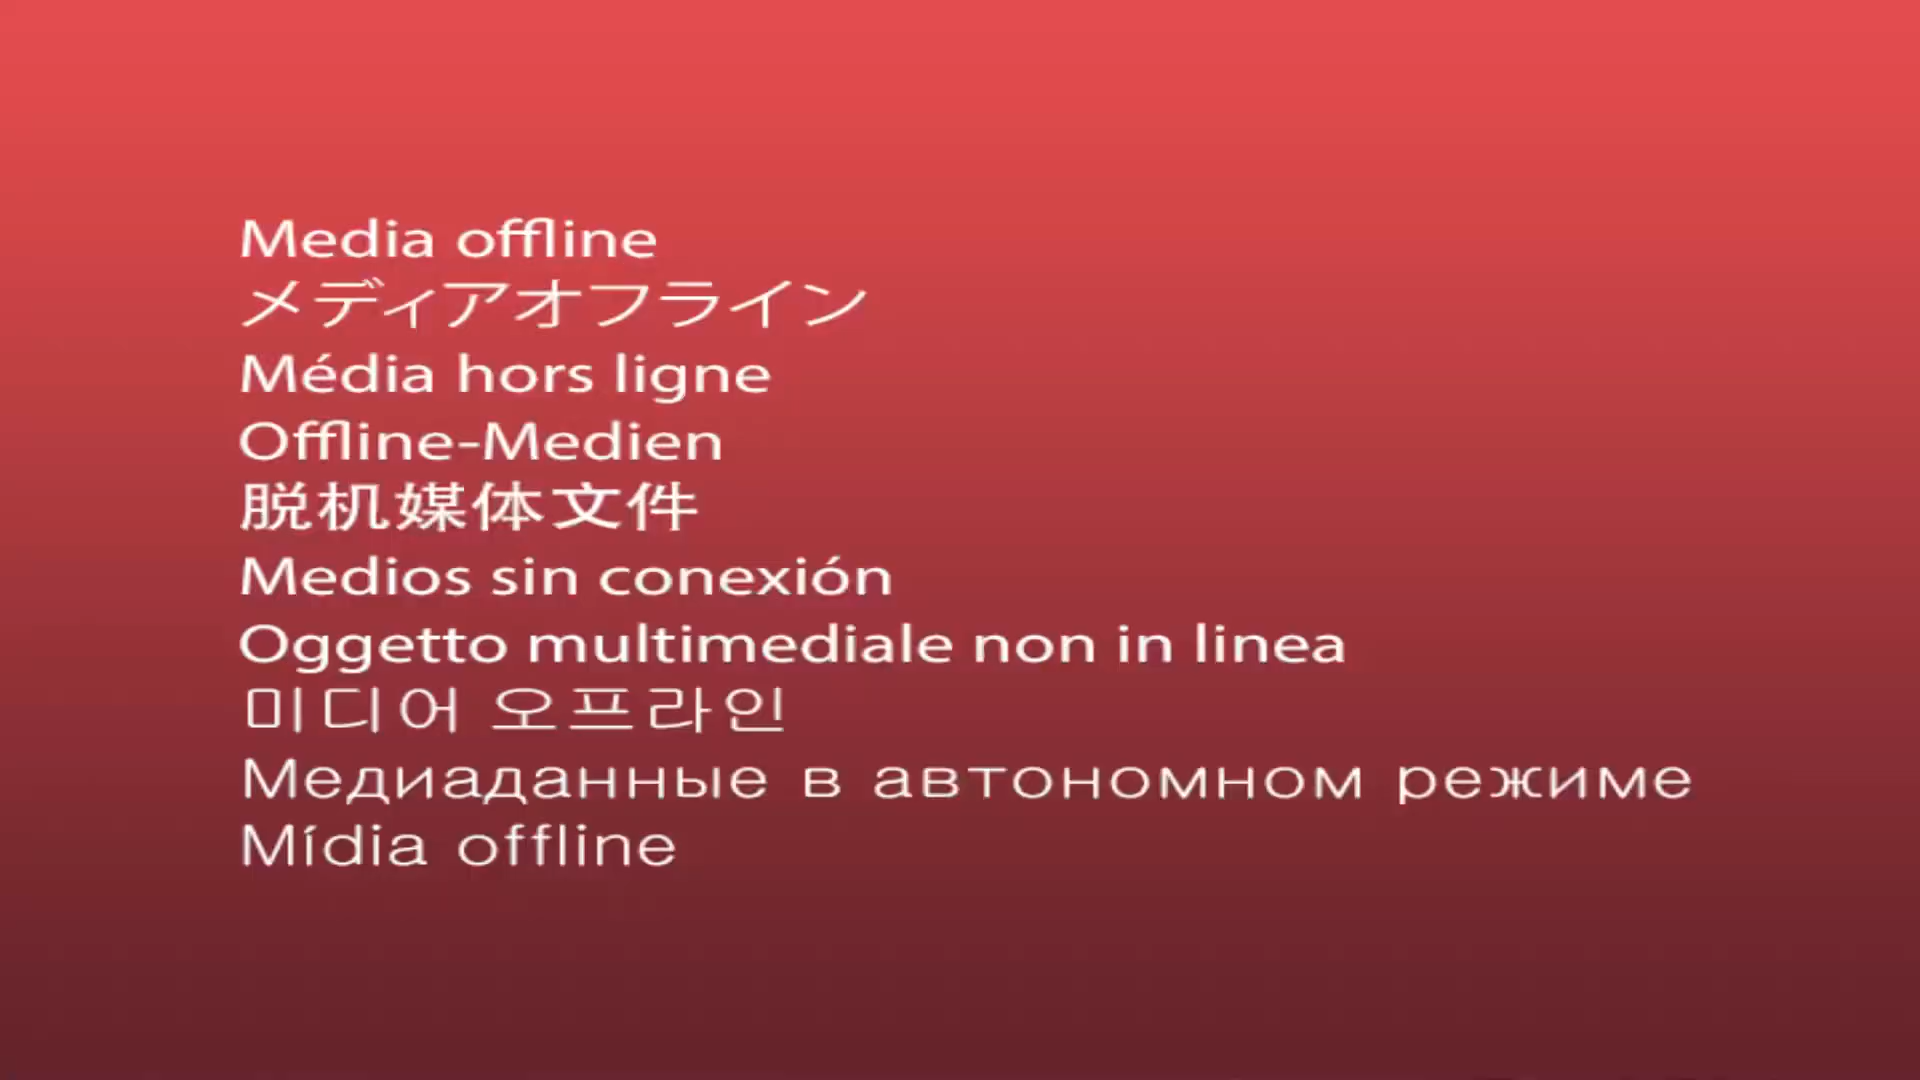 Media offline
メディアオフライン
Média hors ligne
Offline-Medien
脱机媒体文件
Medios sin conexión
Oggetto multimediale non in linea
미디어 오프라인
Медиаданные в автономном режиме
Mídia offline